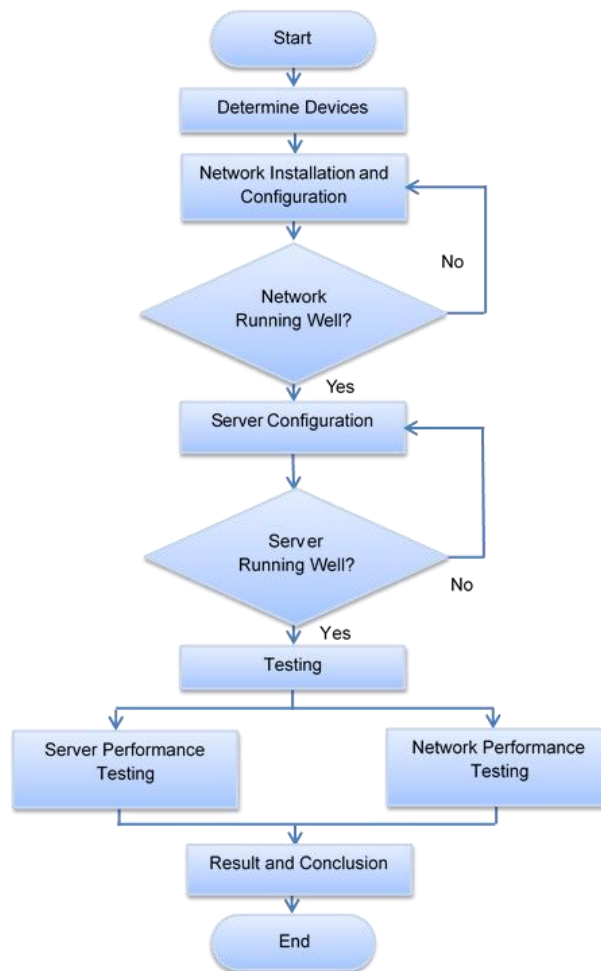 Start
Determine Devices
Network Installation and
Configuration
No
Network
Running Well?
Yes
Server Configuration
Server
Running Well?
No
Yes
Testing
Server Performance
Testing
Network Performance
Testing
Result and Conclusion
End